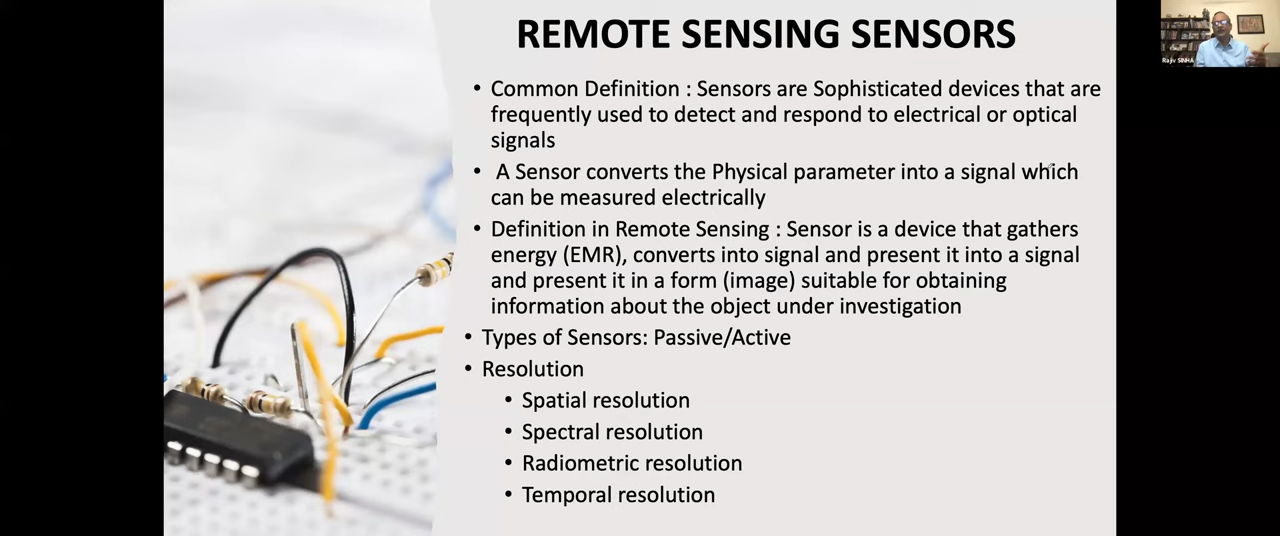 REMOTE SENSING SENSORS
• Common Definition : Sensors are Sophisticated devices that are
frequently used to detect and respond to electrical or optical
signals
• A Sensor converts the Physical parameter into a signal which
can be measured electrically
• Definition in Remote Sensing : Sensor is a device that gathers
energy (EMR), converts into signal and present it into a signal
and present it in a form (image) suitable for obtaining
information about the object under investigation
• Types of Sensors: Passive/Active
• Resolution
• Spatial resolution
• Spectral resolution
• Radiometric resolution
• Temporal resolution
Rajiv SINHA